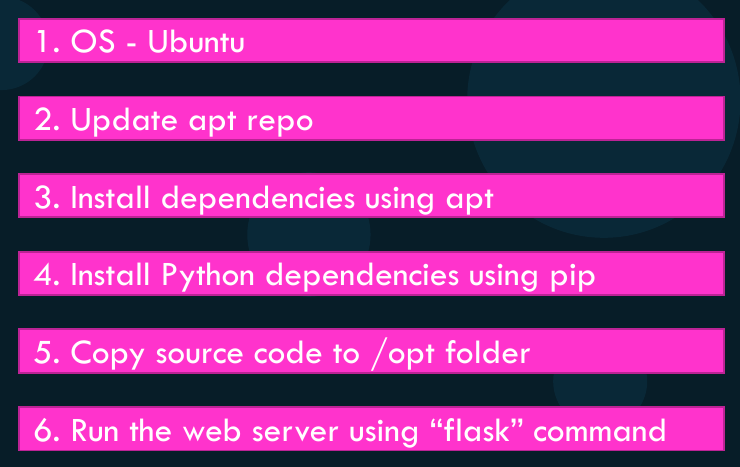 1. OS - Ubuntu
2. Update apt repo
3. Install dependencies using apt
4. Install Python dependencies using pip
5. Copy source code to /opt folder
6. Run the web server using “flask” command